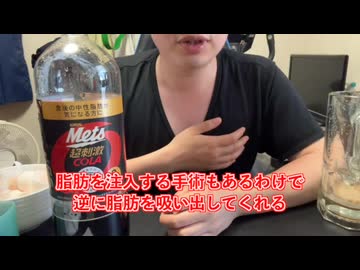 食後の中性脂肪が
気になる方に
Mets
超刺激
COLA
脂肪を注入する手術もあるわけで
逆に脂肪を吸い出してくれる